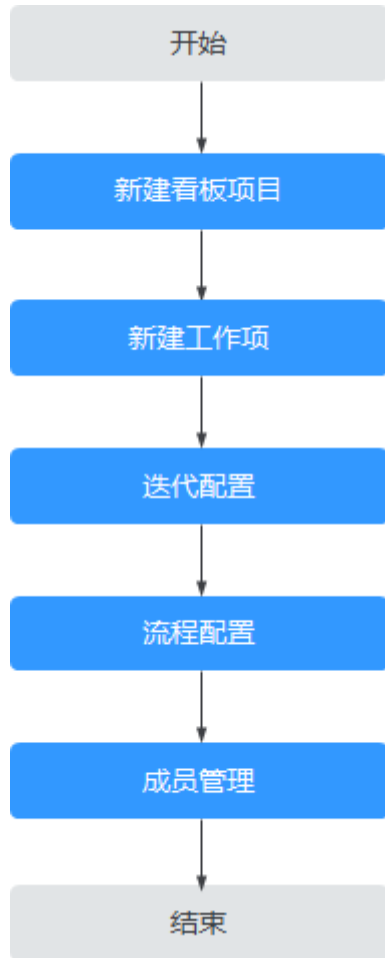 开始
新建看板项目
新建工作项
迭代配置
流程配置
成员管理
结束